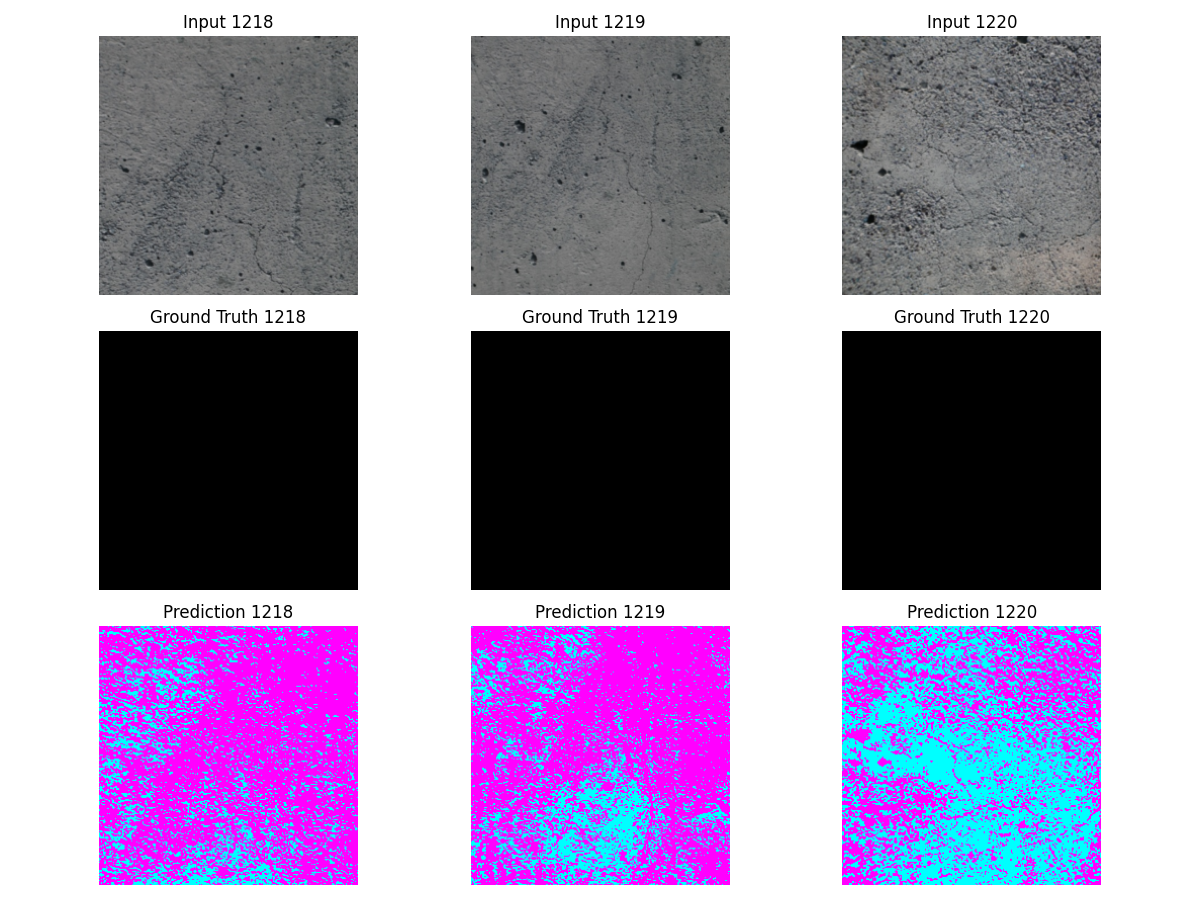 Input 1218
Input 1219
Input 1220
Ground Truth 1218
Ground Truth 1219
Ground Truth 1220
Prediction 1218
Prediction 1219
Prediction 1220